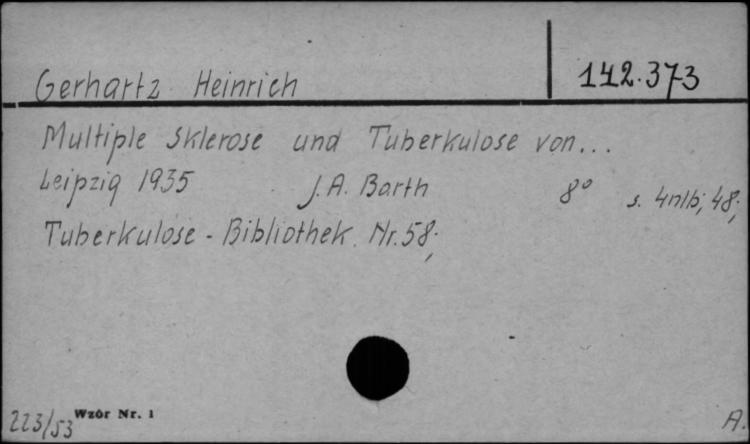 Gerhartz Heinrich 142.373
Multiple Sklerose und Tuberkulose von...
Leipzig 1935 J.A. Barth 8° s. 4nlb; 48;
Tuberkulose-Bibliothek. Nr. 58;
223/53 Wzór Nr. 1 A.